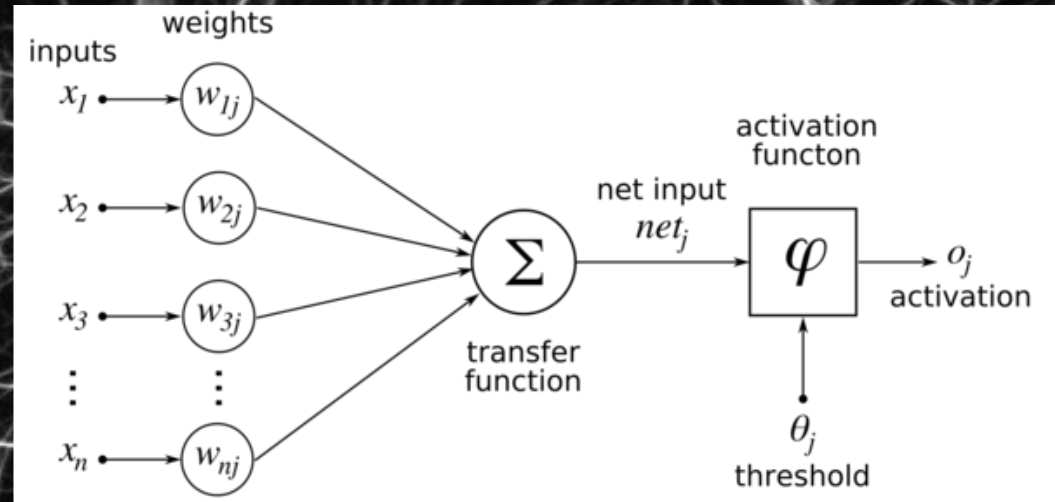 weights
inputs
x1
w1j
activation
functon
x2
w2j
net input
netj
Σ
φ
oj
activation
x3
w3j
transfer
function
⋮
⋮
θj
threshold
xn
wnj